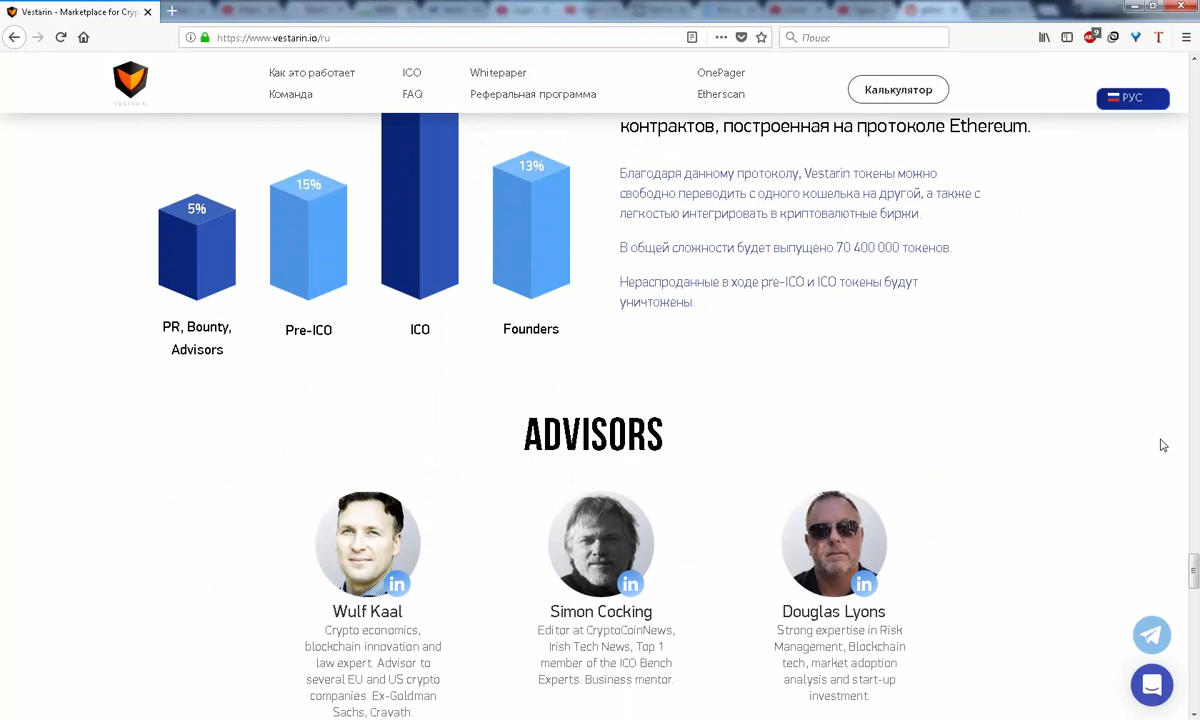 Vestarin - Marketplace for Cryp
https://www.vestarin.io/ru
Поиск
9
VESTARIN
Как это работает
ICO
Whitepaper
OnePager
Команда
FAQ
Реферальная программа
Etherscan
Калькулятор
РУС
контрактов, построенная на протоколе Ethereum.
Благодаря данному протоколу, Vestarin токены можно
свободно переводить с одного кошелька на другой, а также с
легкостью интегрировать в криптовалютные биржи.
В общей сложности будет выпущено 70 400 000 токенов.
Нераспроданные в ходе pre-ICO и ICO токены будут
уничтожены.
5%
15%
13%
PR, Bounty,
Advisors
Pre-ICO
ICO
Founders
ADVISORS
in
in
in
Wulf Kaal
Crypto economics,
blockchain innovation and
law expert. Advisor to
several EU and US crypto
companies. Ex-Goldman
Sachs, Cravath.
Simon Cocking
Editor at CryptoCoinNews,
Irish Tech News, Top 1
member of the ICO Bench
Experts. Business mentor.
Douglas Lyons
Strong expertise in Risk
Management, Blockchain
tech, market adoption
analysis and start-up
investment.